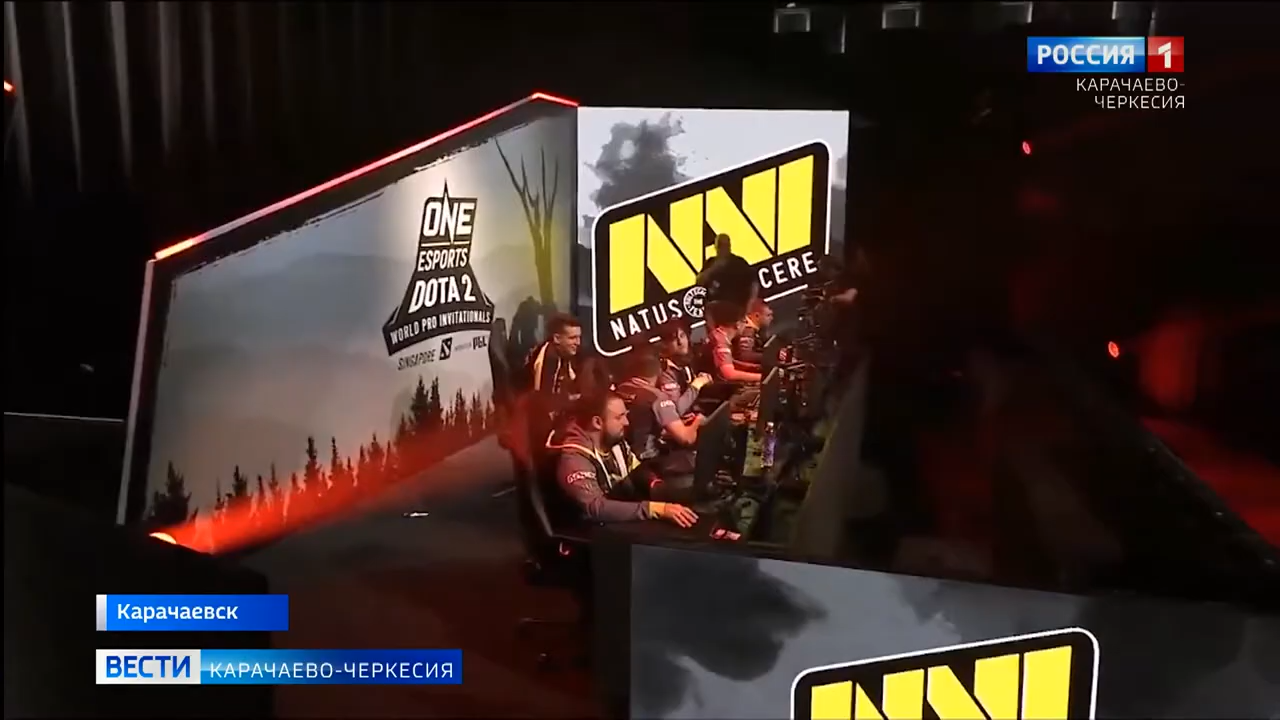 РОССИЯ 1
КАРАЧАЕВО-
ЧЕРКЕСИЯ
ONE
ESPORTS
DOTA 2
WORLD PRO INVITATIONALS
SINGAPORE
NAVI
NATUS
CERE
Карачаевск
ВЕСТИ КАРАЧАЕВО-ЧЕРКЕСИЯ
NAVI